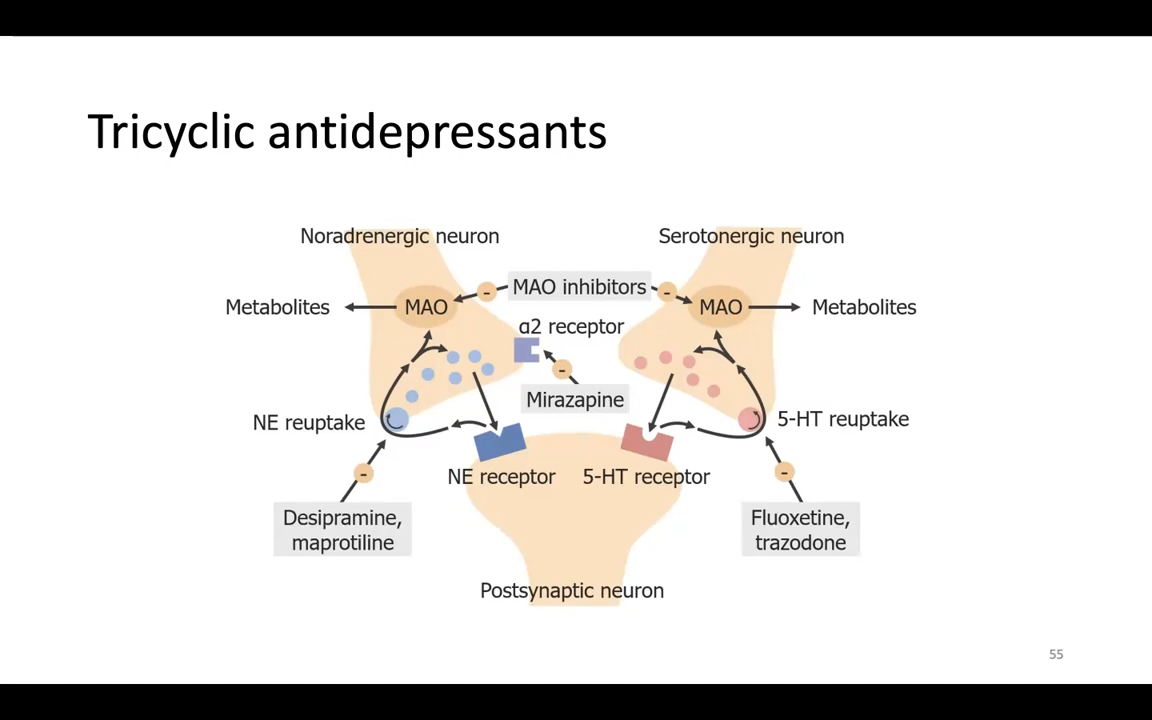 Tricyclic antidepressants
Noradrenergic neuron
Serotonergic neuron
MAO inhibitors
-
-
Metabolites
MAO
MAO
Metabolites
α2 receptor
-
Mirazapine
NE reuptake
5-HT reuptake
NE receptor
5-HT receptor
-
-
Desipramine,
maprotiline
Fluoxetine,
trazodone
Postsynaptic neuron
55